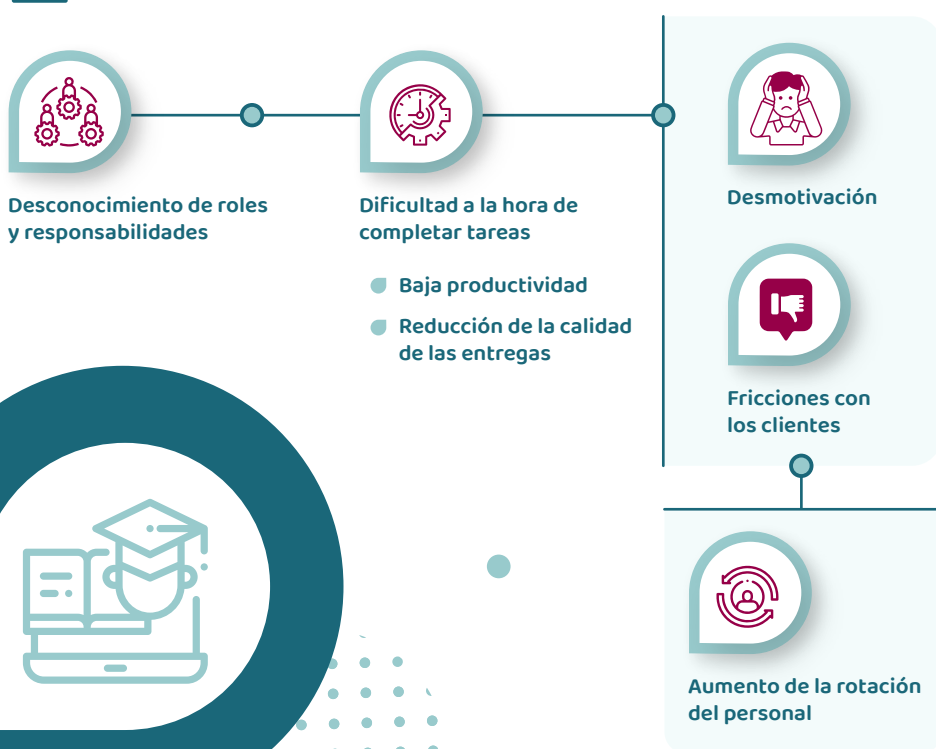 Desconocimiento de roles
y responsabilidades
Dificultad a la hora de
completar tareas
Baja productividad
Reducción de la calidad
de las entregas
Desmotivación
Fricciones con
los clientes
Aumento de la rotación
del personal